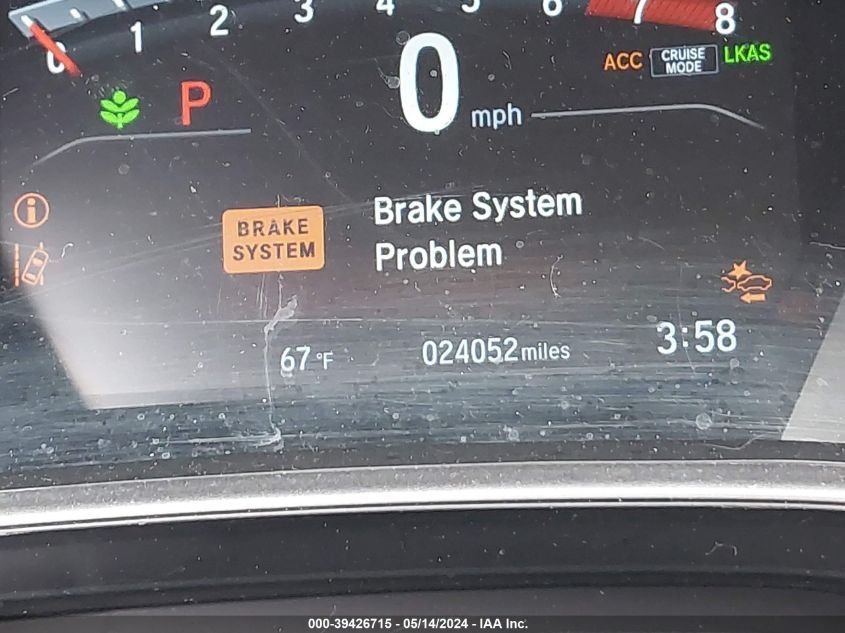 0 1 2 3 4 5 6 7 8
0 mph
ACC CRUISE MODE LKAS
P
BRAKE SYSTEM
Brake System
Problem
67 °F 024052 miles 3:58
000-39426715 - 05/14/2024 - IAA Inc.